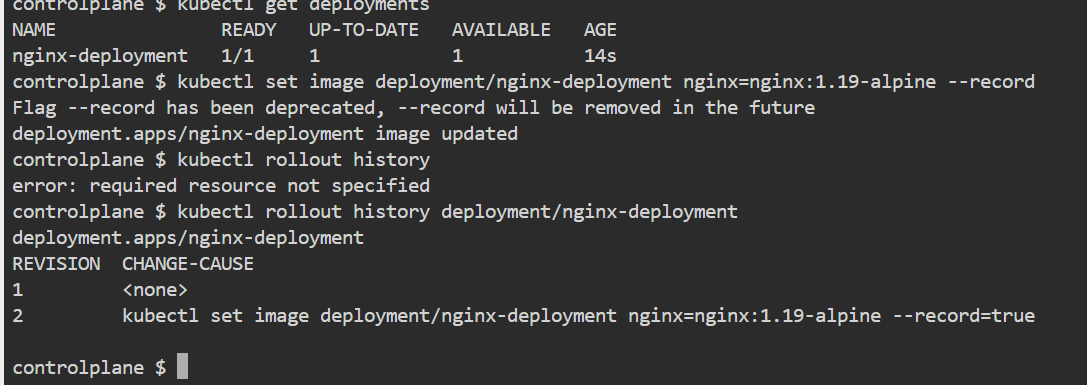 controlplane $ kubectl get deployments
NAME READY UP-TO-DATE AVAILABLE AGE
nginx-deployment 1/1 1 1 14s
controlplane $ kubectl set image deployment/nginx-deployment nginx=nginx:1.19-alpine --record
Flag --record has been deprecated, --record will be removed in the future
deployment.apps/nginx-deployment image updated
controlplane $ kubectl rollout history
error: required resource not specified
controlplane $ kubectl rollout history deployment/nginx-deployment
deployment.apps/nginx-deployment
REVISION CHANGE-CAUSE
1 <none>
2 kubectl set image deployment/nginx-deployment nginx=nginx:1.19-alpine --record=true
controlplane $